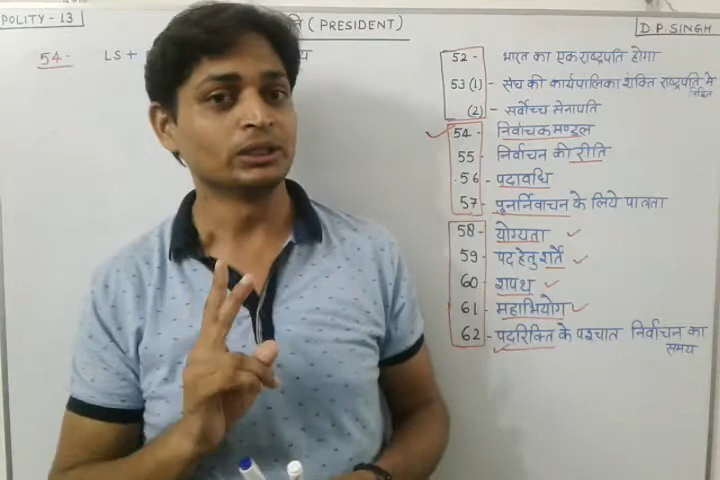 POLITY - 13
ति ( PRESIDENT )
D.P. SINGH
54 - LS +
52 - भारत का एक राष्ट्रपति होगा
53 (1) - संघ की कार्यपालिका शक्ति राष्ट्रपति में
निहित
(2) - सर्वोच्च सेनापति
54 - निर्वाचक मण्डल
55 - निर्वाचन की रीति
56 - पदावधि
57 - पुनर्निर्वाचन के लिये पात्रता
58 - योग्यता
59 - पद हेतु शर्तें
60 - शपथ
61 - महाभियोग
62 - पदरिक्ति के पश्चात निर्वाचन का
समय